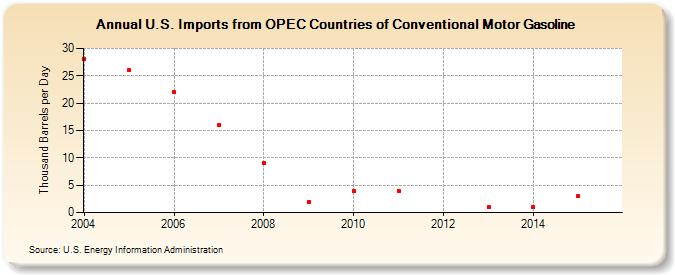 Annual U.S. Imports from OPEC Countries of Conventional Motor Gasoline
Thousand Barrels per Day
30
25
20
15
10
5
0
2004 2006 2008 2010 2012 2014
Source: U.S. Energy Information Administration